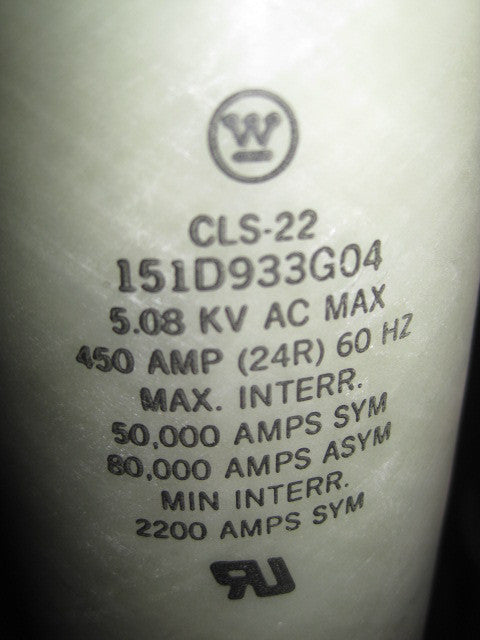 W
CLS-22
151D933G04
5.08 KV AC MAX
450 AMP (24R) 60 HZ
MAX. INTERR.
50,000 AMPS SYM
80,000 AMPS ASYM
MIN INTERR.
2200 AMPS SYM
RU